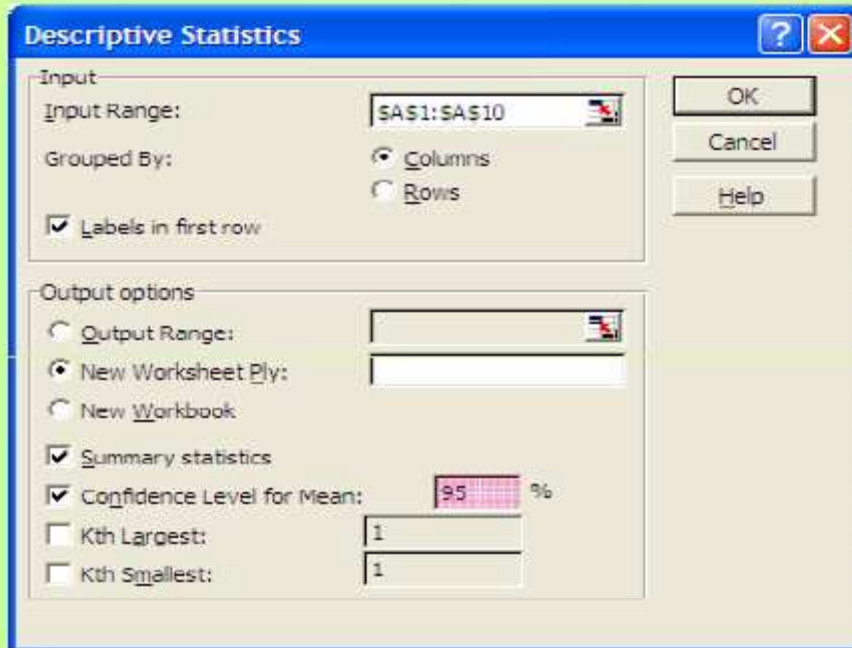 Descriptive Statistics
Input
Input Range: $A$1:$A$10
OK
Cancel
Help
Grouped By: Columns
Rows
Labels in first row
Output options
Output Range:
New Worksheet Ply:
New Workbook
Summary statistics
Confidence Level for Mean: 95 %
Kth Largest: 1
Kth Smallest: 1